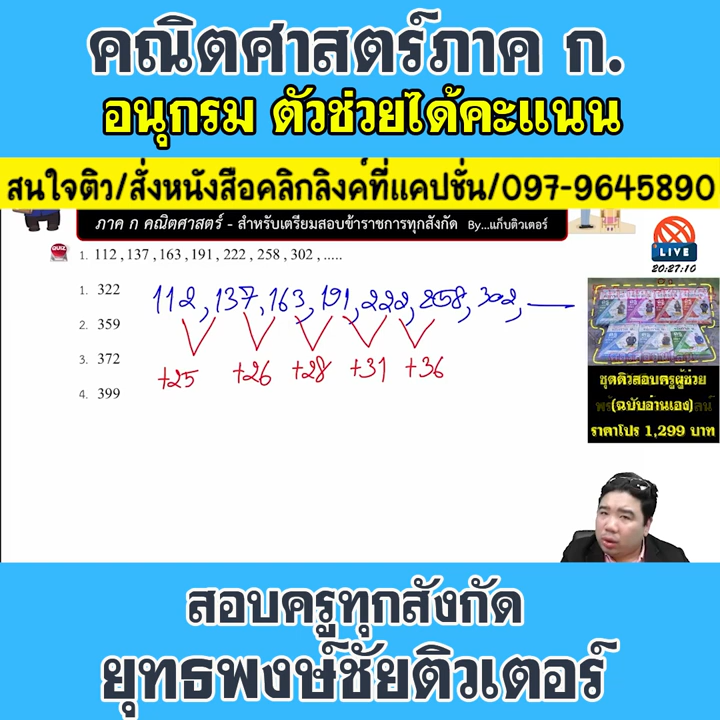 คณิตศาสตร์ภาค ก.
อนุกรม ตัวช่วยได้คะแนน
สนใจติว/สั่งหนังสือคลิกลิงค์ที่แคปชั่น/097-9645890
ภาค ก คณิตศาสตร์ - สำหรับเตรียมสอบข้าราชการทุกสังกัด By...แก็บติวเตอร์
QUIZ
1. 112 , 137 , 163 , 191 , 222 , 258 , 302 , .....
LIVE
20:27:10
1. 322
2. 359
3. 372
4. 399
112, 137, 163, 191, 222, 258, 302, —
+25 +26 +28 +31 +36
ชุดติวสอบครูผู้ช่วย
(ฉบับอ่านเอง)
ราคาโปร 1,299 บาท
สอบครูทุกสังกัด
ยุทธพงษ์ชัยติวเตอร์